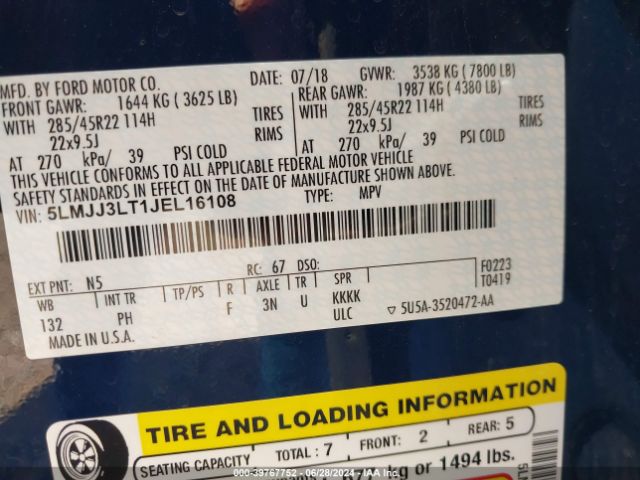 MFD. BY FORD MOTOR CO.
DATE: 07/18 GVWR: 3538 KG ( 7800 LB)
FRONT GAWR: 1644 KG ( 3625 LB)
REAR GAWR: 1987 KG ( 4380 LB)
WITH 285/45R22 114H TIRES
WITH 285/45R22 114H TIRES
22x9.5J RIMS
22x9.5J RIMS
AT 270 kPa/ 39 PSI COLD
AT 270 kPa/ 39 PSI COLD
THIS VEHICLE CONFORMS TO ALL APPLICABLE FEDERAL MOTOR VEHICLE
SAFETY STANDARDS IN EFFECT ON THE DATE OF MANUFACTURE SHOWN ABOVE.
VIN: 5LMJJ3LT1JEL16108
TYPE: MPV
EXT PNT: N5 RC: 67 DSO:
F0223
T0419
WB INT TR TP/PS R AXLE TR SPR
132 PH F 3N U KKKK
ULC
MADE IN U.S.A.
5U5A-3520472-AA
TIRE AND LOADING INFORMATION
SEATING CAPACITY TOTAL : 7 FRONT: 2 REAR: 5
or 1494 lbs.
© COPART - 39767752 - 06/28/2024 - IAA Inc.